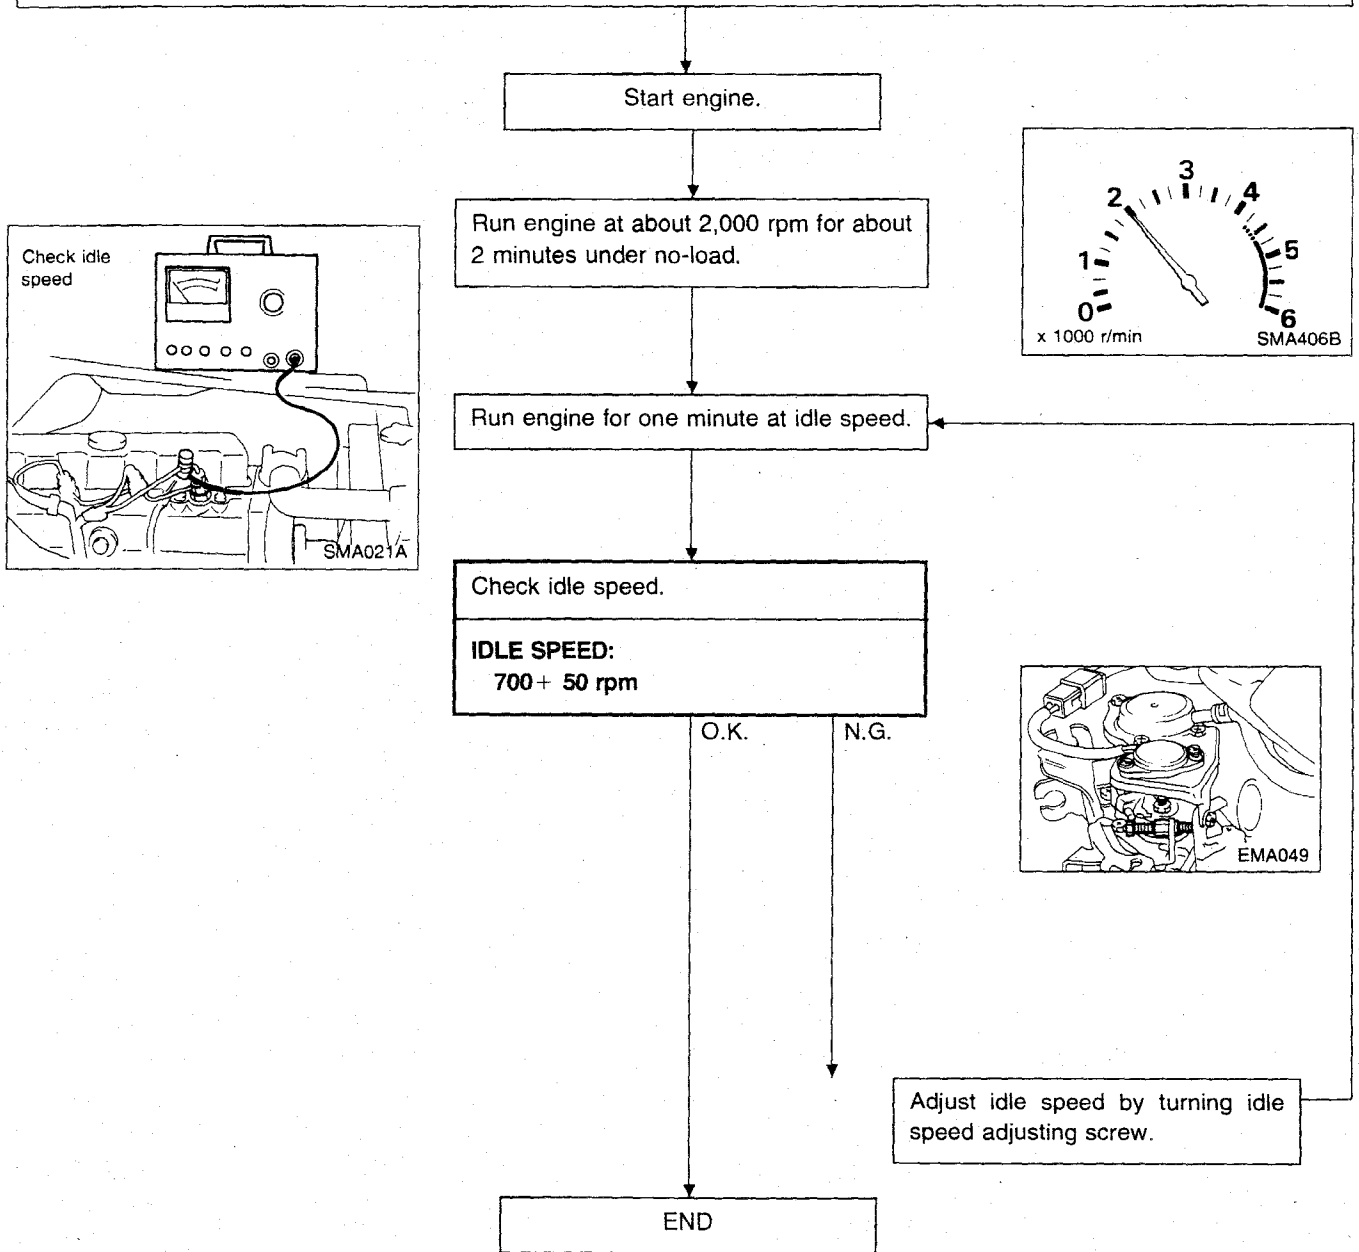 Start engine.
Run engine at about 2,000 rpm for about
2 minutes under no-load.
0
1
2
3
4
5
6
x 1000 r/min
SMA406B
Check idle
speed
SMA021A
Run engine for one minute at idle speed.
Check idle speed.
IDLE SPEED:
700+ 50 rpm
O.K.
N.G.
EMA049
Adjust idle speed by turning idle
speed adjusting screw.
END